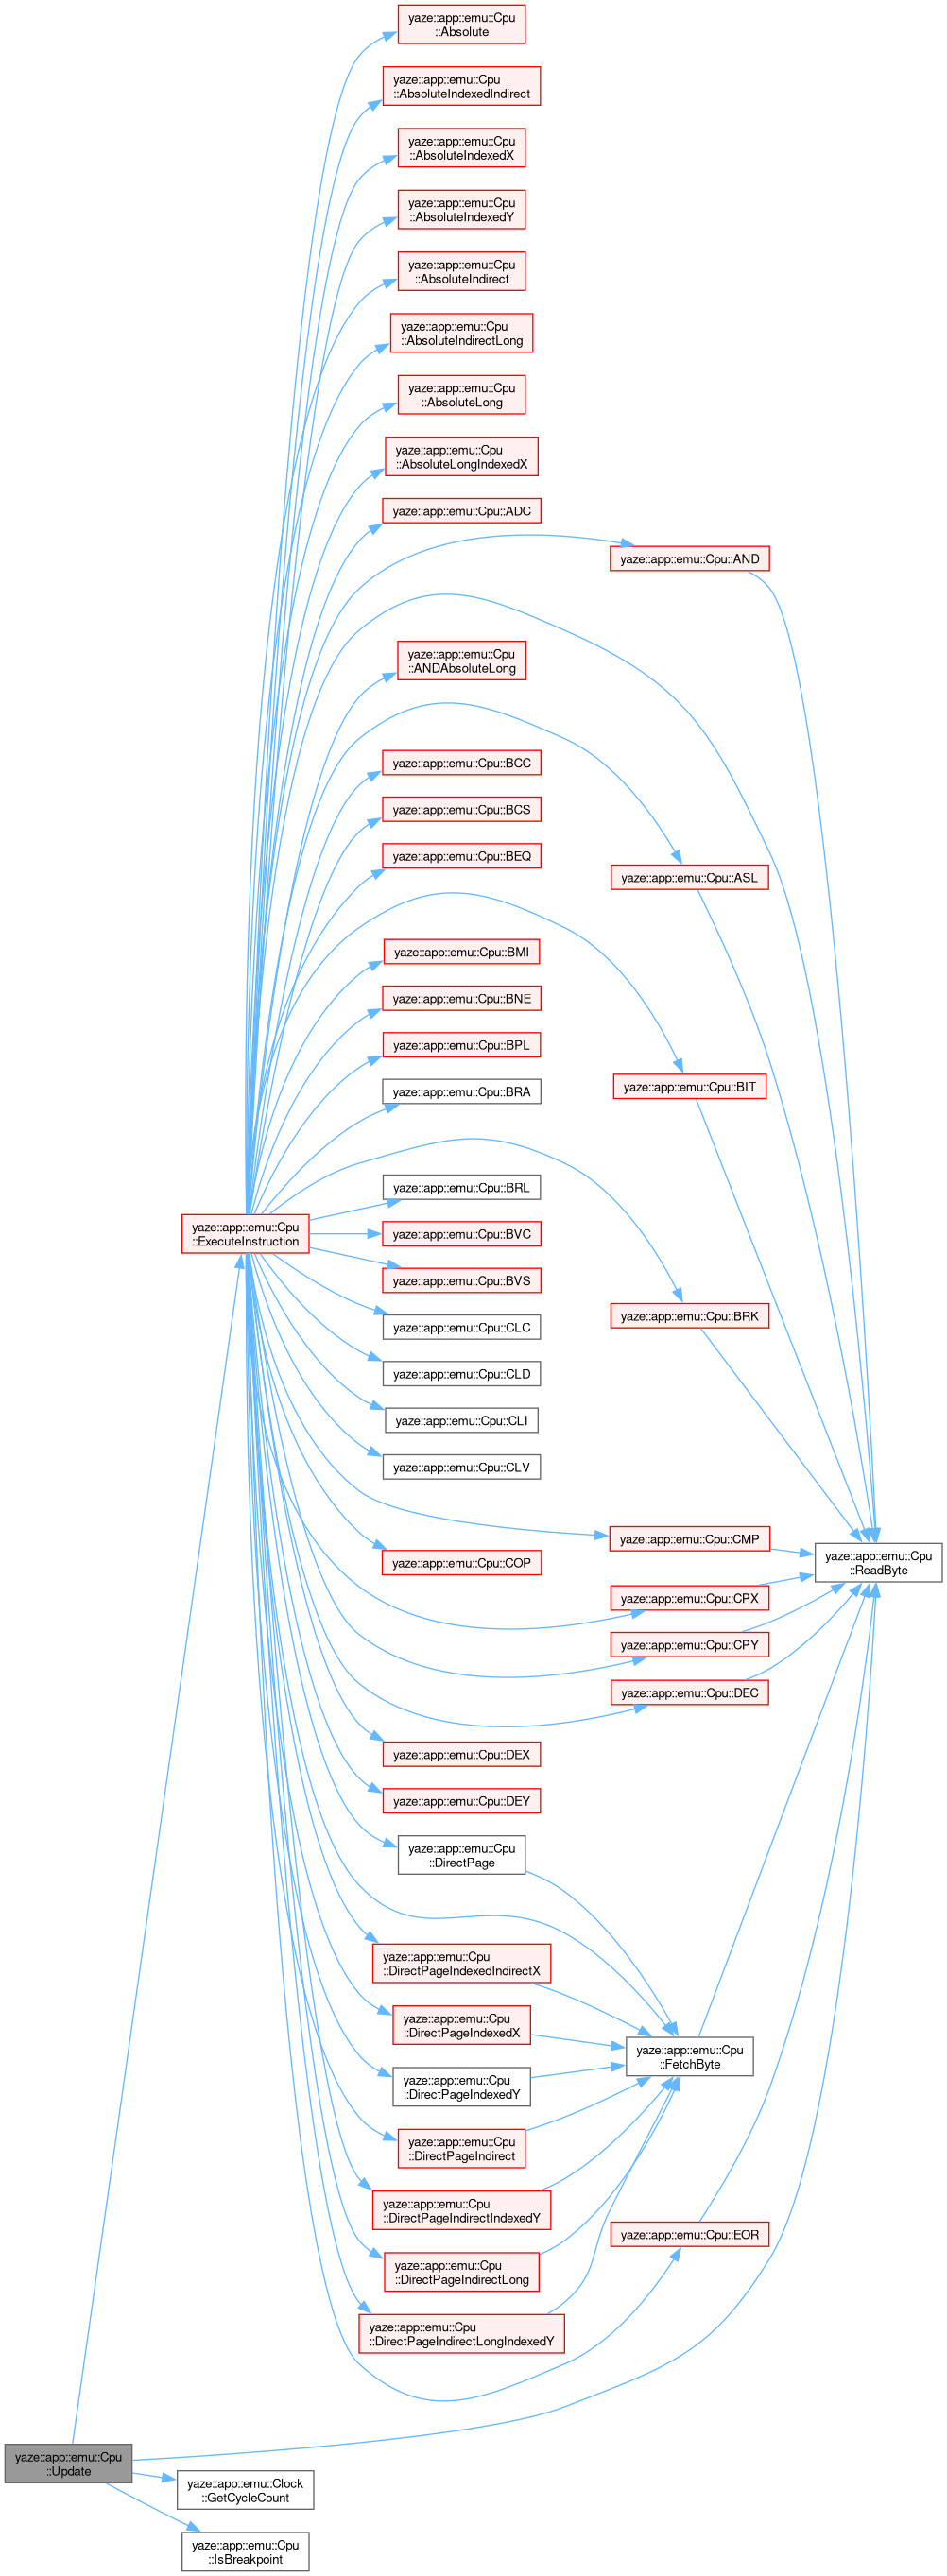 yaze::app::emu::Cpu
::Absolute
yaze::app::emu::Cpu
::AbsoluteIndexedIndirect
yaze::app::emu::Cpu
::AbsoluteIndexedX
yaze::app::emu::Cpu
::AbsoluteIndexedY
yaze::app::emu::Cpu
::AbsoluteIndirect
yaze::app::emu::Cpu
::AbsoluteIndirectLong
yaze::app::emu::Cpu
::AbsoluteLong
yaze::app::emu::Cpu
::AbsoluteLongIndexedX
yaze::app::emu::Cpu::ADC
yaze::app::emu::Cpu::AND
yaze::app::emu::Cpu
::ANDAbsoluteLong
yaze::app::emu::Cpu::BCC
yaze::app::emu::Cpu::BCS
yaze::app::emu::Cpu::BEQ
yaze::app::emu::Cpu::ASL
yaze::app::emu::Cpu::BMI
yaze::app::emu::Cpu::BNE
yaze::app::emu::Cpu::BPL
yaze::app::emu::Cpu::BIT
yaze::app::emu::Cpu::BRA
yaze::app::emu::Cpu::BRL
yaze::app::emu::Cpu
::ExecuteInstruction
yaze::app::emu::Cpu::BVC
yaze::app::emu::Cpu::BVS
yaze::app::emu::Cpu::BRK
yaze::app::emu::Cpu::CLC
yaze::app::emu::Cpu::CLD
yaze::app::emu::Cpu::CLI
yaze::app::emu::Cpu::CLV
yaze::app::emu::Cpu::CMP
yaze::app::emu::Cpu::COP
yaze::app::emu::Cpu
::ReadByte
yaze::app::emu::Cpu::CPX
yaze::app::emu::Cpu::CPY
yaze::app::emu::Cpu::DEC
yaze::app::emu::Cpu::DEX
yaze::app::emu::Cpu::DEY
yaze::app::emu::Cpu
::DirectPage
yaze::app::emu::Cpu
::DirectPageIndexedIndirectX
yaze::app::emu::Cpu
::DirectPageIndexedX
yaze::app::emu::Cpu
::FetchByte
yaze::app::emu::Cpu
::DirectPageIndexedY
yaze::app::emu::Cpu
::DirectPageIndirect
yaze::app::emu::Cpu
::DirectPageIndirectIndexedY
yaze::app::emu::Cpu::EOR
yaze::app::emu::Cpu
::DirectPageIndirectLong
yaze::app::emu::Cpu
::DirectPageIndirectLongIndexedY
yaze::app::emu::Cpu
::Update
yaze::app::emu::Clock
::GetCycleCount
yaze::app::emu::Cpu
::IsBreakpoint